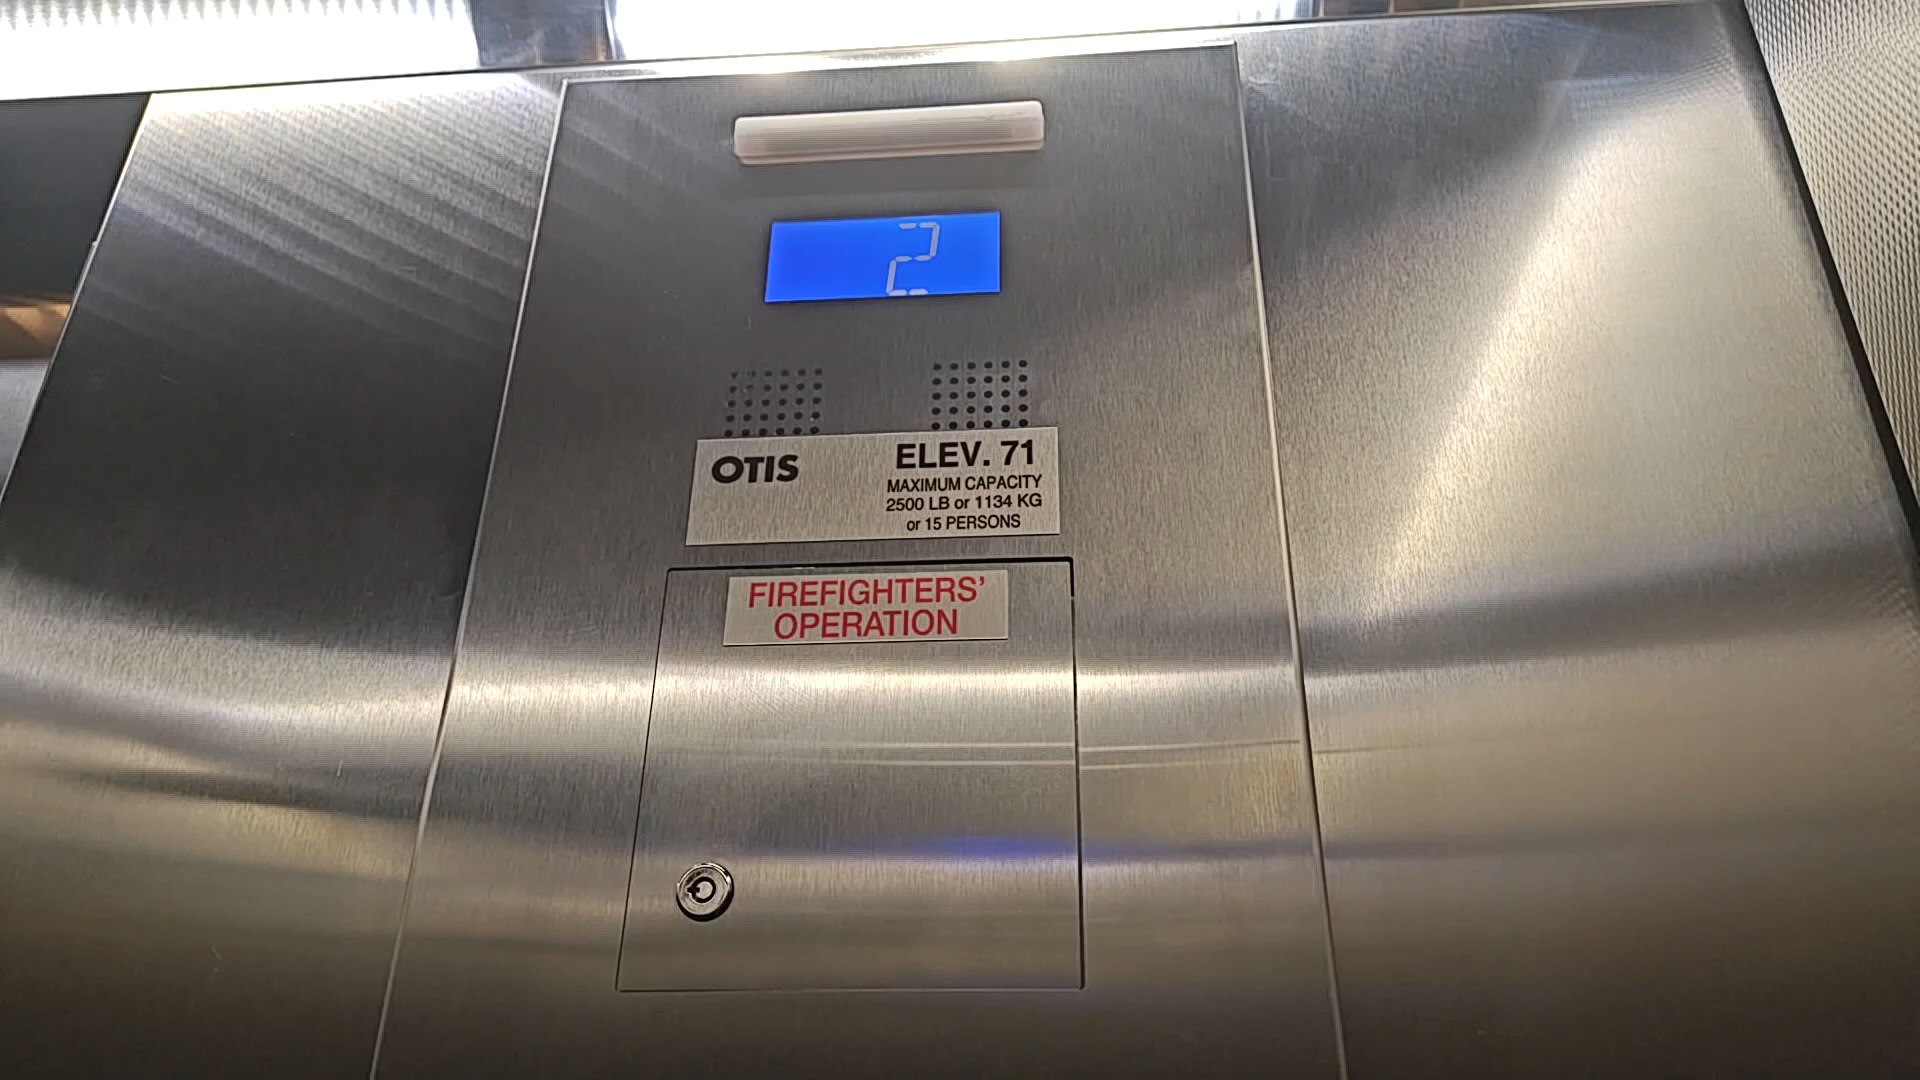 2
OTIS
ELEV. 71
MAXIMUM CAPACITY
2500 LB or 1134 KG
or 15 PERSONS
FIREFIGHTERS’
OPERATION